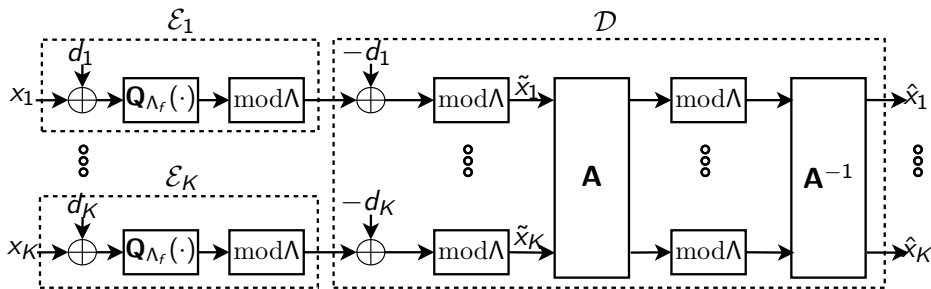 ℰ₁
𝒟
d₁
−d₁
x₁
Q_{Λ_f}(·)
modΛ
modΛ
x̃₁
modΛ
x̂₁
A
A⁻¹
ℰ_K
d_K
−d_K
x_K
Q_{Λ_f}(·)
modΛ
modΛ
x̃_K
modΛ
x̂_K